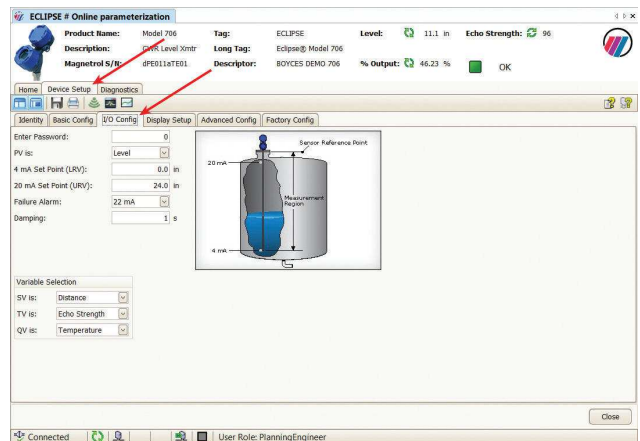 ECLIPSE # Online parameterization
Product Name: Model 706 Tag: ECLIPSE Level: 11.1 in Echo Strength: 96
Description: GWR Level Xmtr Long Tag: Eclipse® Model 706
Magnetrol S/N: dPE011aTE01 Descriptor: BOYCES DEMO 706 % Output: 46.23 % OK
Home Device Setup Diagnostics
Identity Basic Config I/O Config Display Setup Advanced Config Factory Config
Enter Password: 0
PV is: Level
4 mA Set Point (LRV): 0.0 in
20 mA Set Point (URV): 24.0 in
Failure Alarm: 22 mA
Damping: 1 s
Sensor Reference Point
20 mA
Measurement
Region
4 mA
Variable Selection
SV is: Distance
TV is: Echo Strength
QV is: Temperature
Close
Connected User Role: PlanningEngineer